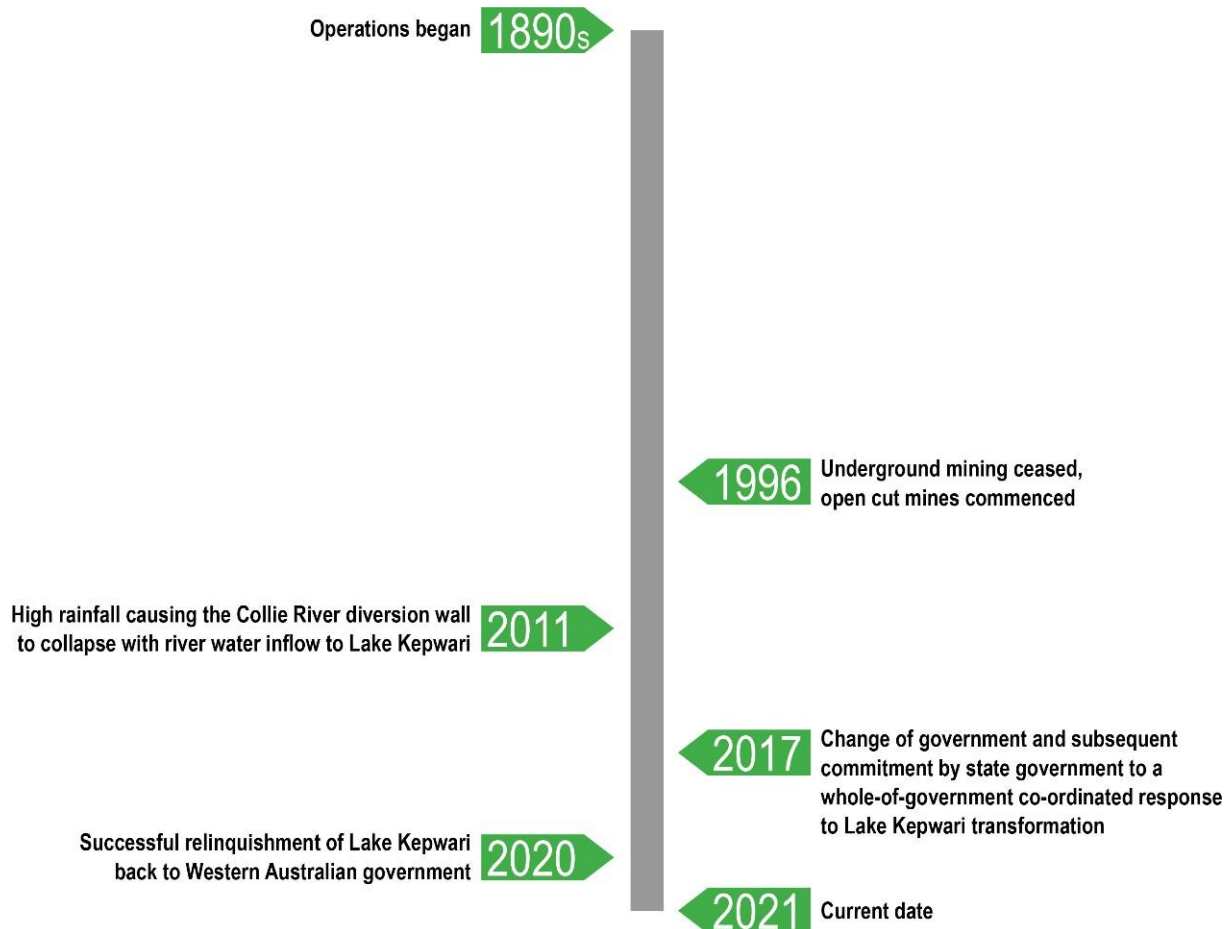 Operations began 1890s
1996 Underground mining ceased,
open cut mines commenced
High rainfall causing the Collie River diversion wall
to collapse with river water inflow to Lake Kepwari
2011
2017 Change of government and subsequent
commitment by state government to a
whole-of-government co-ordinated response
to Lake Kepwari transformation
Successful relinquishment of Lake Kepwari
back to Western Australian government
2020
2021 Current date